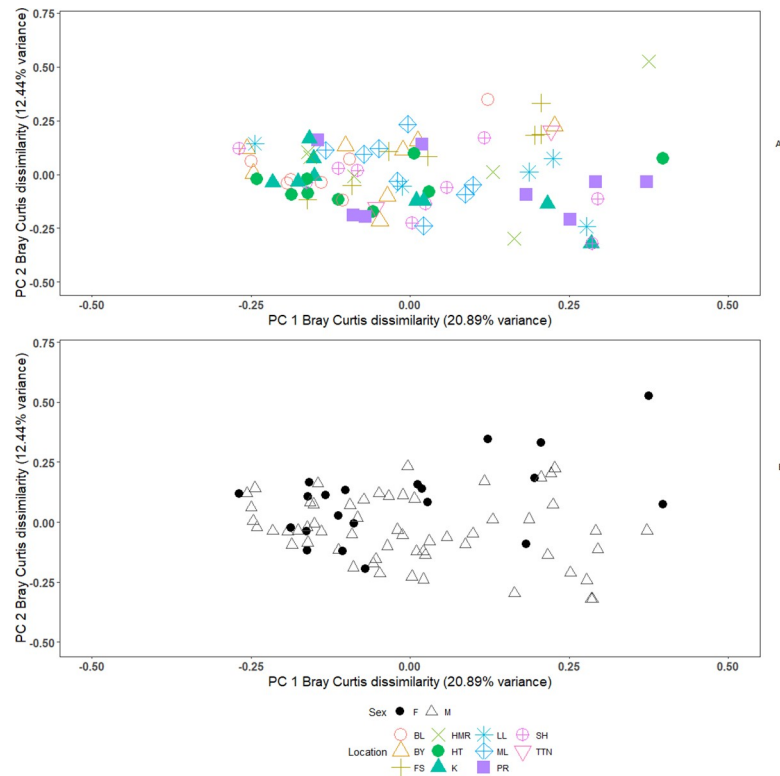 0.75
0.50
0.25
0.00
-0.25
-0.50
PC 2 Bray Curtis dissimilarity (12.44% variance)
A
-0.50 -0.25 0.00 0.25 0.50
PC 1 Bray Curtis dissimilarity (20.89% variance)
0.75
0.50
0.25
0.00
-0.25
-0.50
PC 2 Bray Curtis dissimilarity (12.44% variance)
-0.50 -0.25 0.00 0.25 0.50
PC 1 Bray Curtis dissimilarity (20.89% variance)
Sex F M
BL HMR LL SH
Location BY HT ML TTN
FS K PR